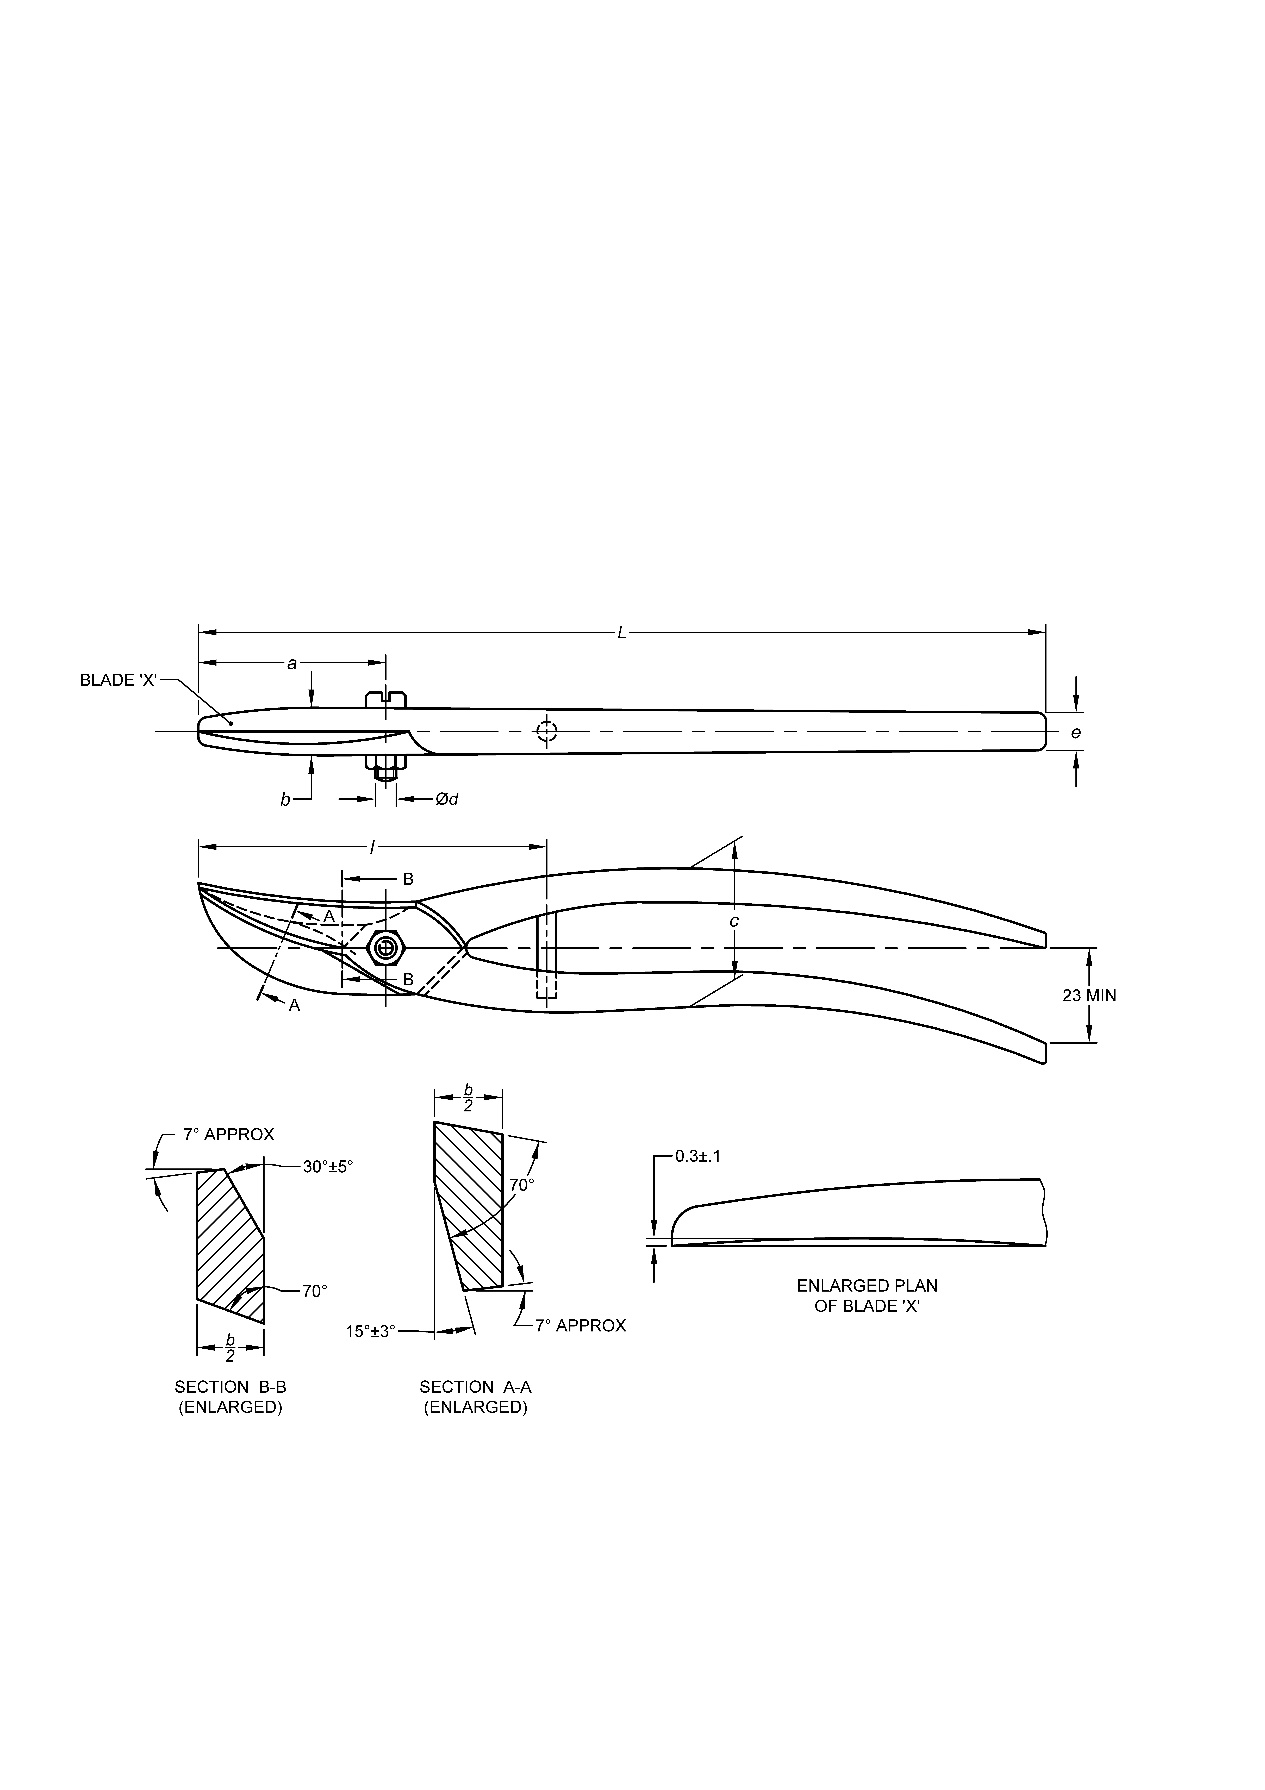 L
a
BLADE 'X'
e
b
Ød
l
B
A
c
B
A
23 MIN
b
2
7° APPROX
30°±5°
0.3±.1
70°
70°
ENLARGED PLAN
OF BLADE 'X'
15°±3°
7° APPROX
b
2
SECTION B-B
(ENLARGED)
SECTION A-A
(ENLARGED)